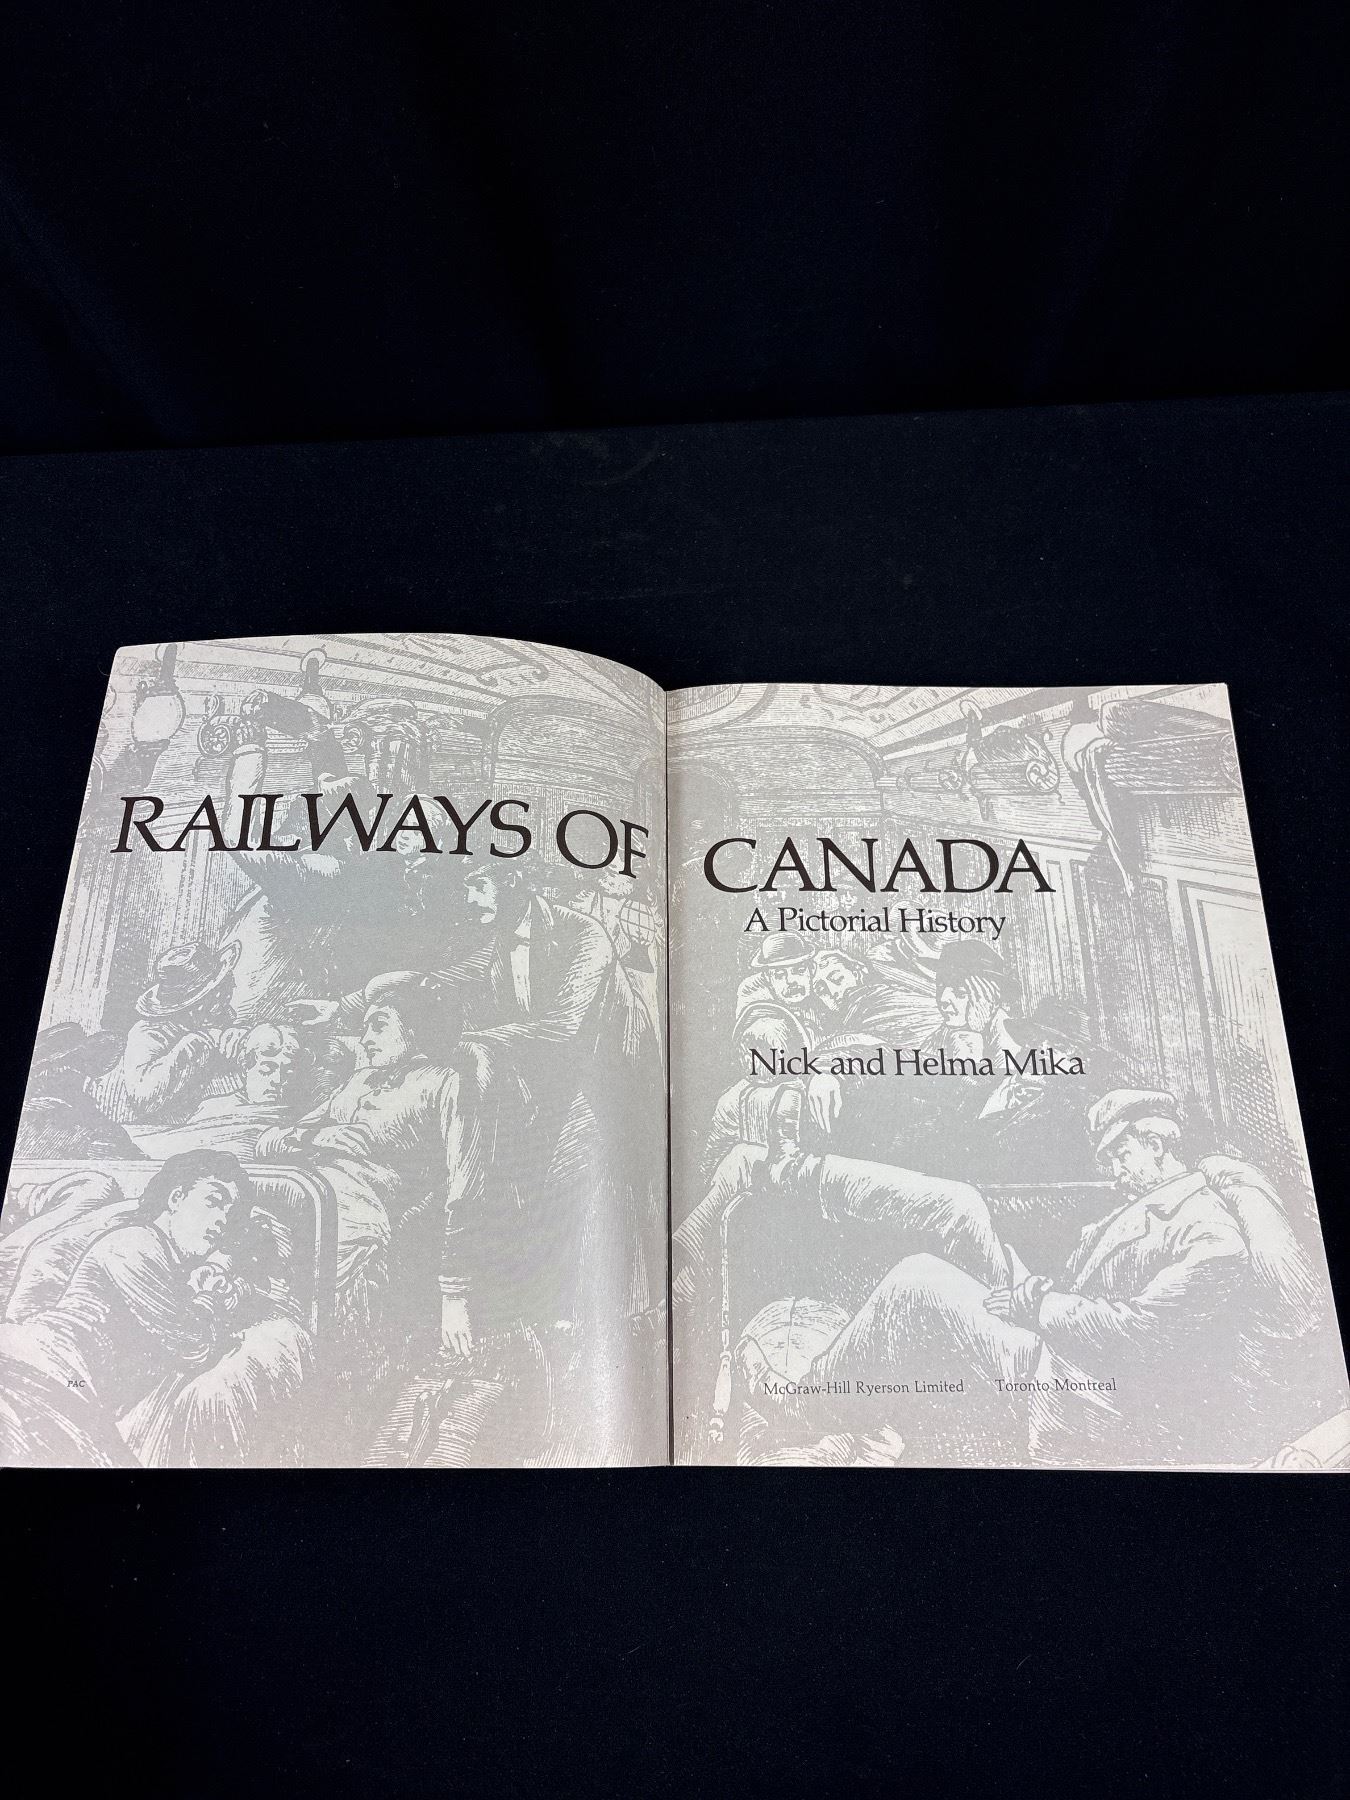 RAILWAYS OF CANADA
A Pictorial History
Nick and Helma Mika
PAC
McGraw-Hill Ryerson Limited Toronto Montreal